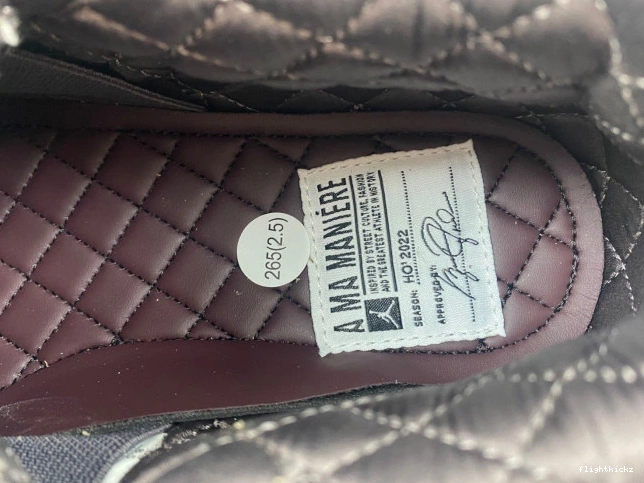 265(2.5)
A MA MANIÉRE
INSPIRED BY STREET CULTURE, FASHION
AND THE GREATEST ATHLETE IN HISTORY
SEASON: HO' 2022
APPROVED BY:
flightkickz